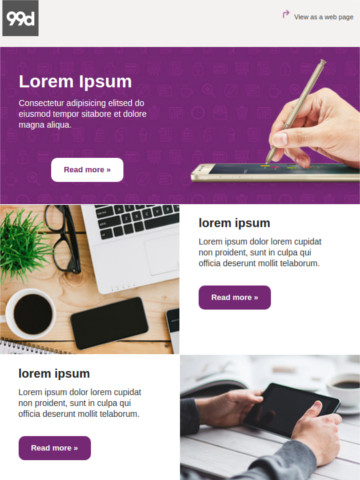 99d
View as a web page
Lorem Ipsum
Consectetur adipisicing elitsed do
eiusmod tempor sitabore et dolore
magna aliqua.
Read more »
lorem ipsum
Lorem ipsum dolor lorem cupidat
non proident, sunt in culpa qui
officia deserunt mollit telaborum.
Read more »
lorem ipsum
Lorem ipsum dolor lorem cupidat
non proident, sunt in culpa qui
officia deserunt mollit telaborum.
Read more »